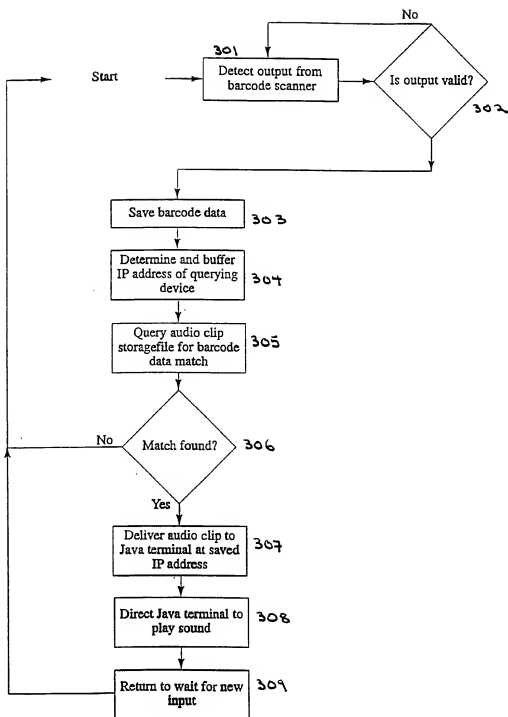 No
301
Start
Detect output from
barcode scanner
Is output valid?
302
Save barcode data
303
Determine and buffer
IP address of querying
device
304
Query audio clip
storagefile for barcode
data match
305
No
Match found?
306
Yes
Deliver audio clip to
Java terminal at saved
IP address
307
Direct Java terminal to
play sound
308
Return to wait for new
input
309